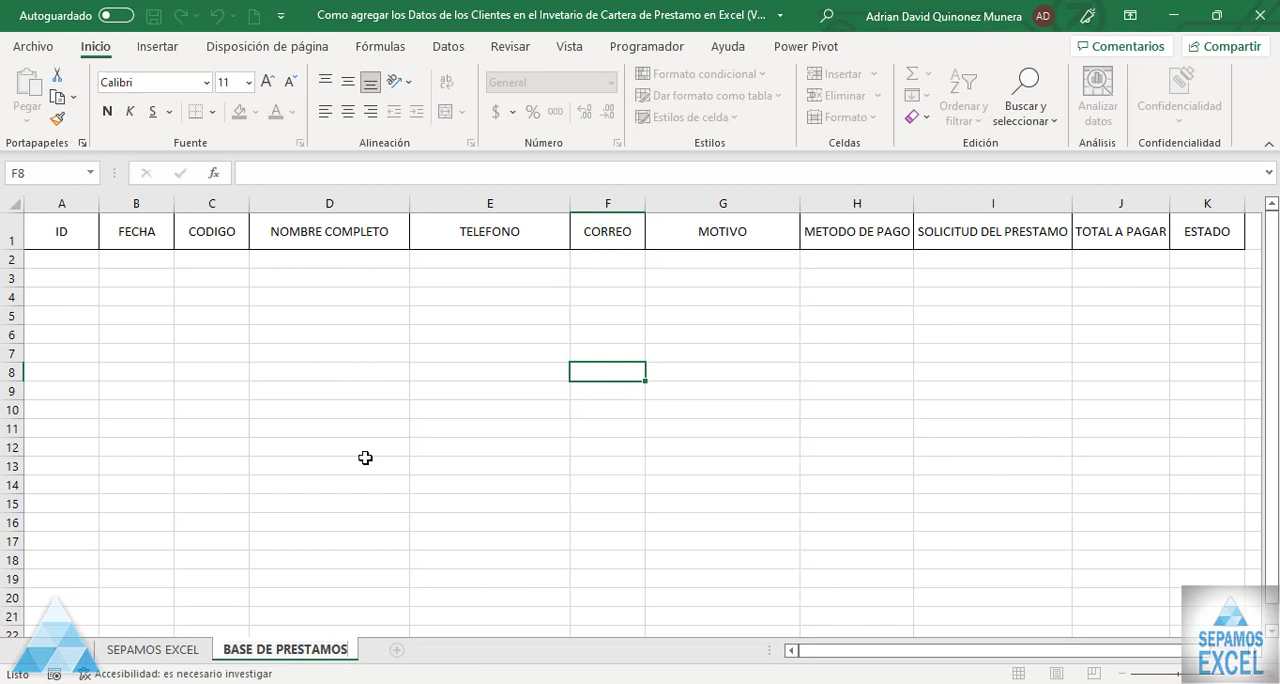 Autoguardado
Como agregar los Datos de los Clientes en el Invetario de Cartera de Prestamo en Excel (V...
Adrian David Quinonez Munera AD
Archivo Inicio Insertar Disposición de página Fórmulas Datos Revisar Vista Programador Ayuda Power Pivot Comentarios Compartir
Pegar
Calibri 11
N K S
General
$ % 000
Formato condicional
Dar formato como tabla
Estilos de celda
Insertar
Eliminar
Formato
Ordenar y filtrar
Buscar y seleccionar
Analizar datos
Confidencialidad
Portapapeles Fuente Alineación Número Estilos Celdas Edición Análisis Confidencialidad
F8 fx
A B C D E F G H I J K
1 ID FECHA CODIGO NOMBRE COMPLETO TELEFONO CORREO MOTIVO METODO DE PAGO SOLICITUD DEL PRESTAMO TOTAL A PAGAR ESTADO
2
3
4
5
6
7
8
9
10
11
12
13
14
15
16
17
18
19
20
21
22
SEPAMOS EXCEL BASE DE PRESTAMOS
Listo Accesibilidad: es necesario investigar
SEPAMOS
EXCEL